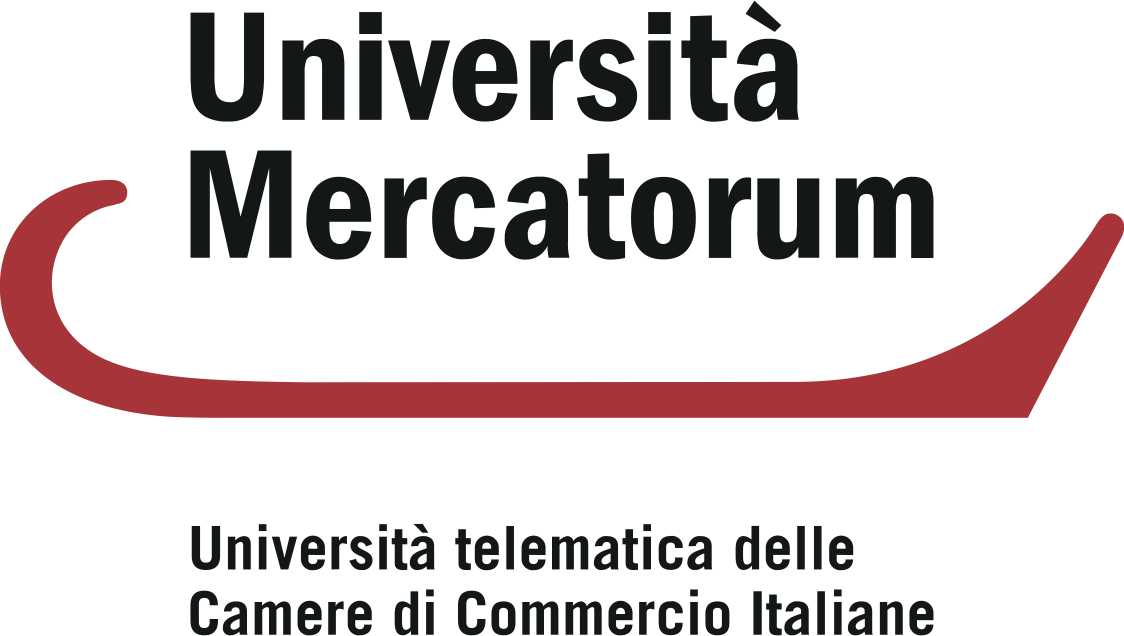 Università
Mercatorum
Università telematica delle
Camere di Commercio Italiane